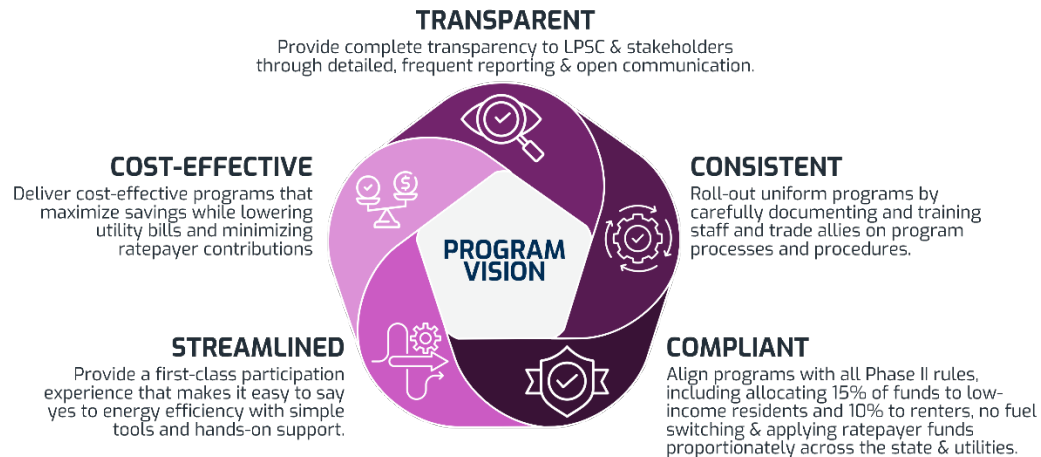 TRANSPARENT
Provide complete transparency to LPSC & stakeholders
through detailed, frequent reporting & open communication.
COST-EFFECTIVE
Deliver cost-effective programs that
maximize savings while lowering
utility bills and minimizing
ratepayer contributions
CONSISTENT
Roll-out uniform programs by
carefully documenting and training
staff and trade allies on program
processes and procedures.
$
PROGRAM
VISION
STREAMLINED
Provide a first-class participation
experience that makes it easy to say
yes to energy efficiency with simple
tools and hands-on support.
COMPLIANT
Align programs with all Phase II rules,
including allocating 15% of funds to low-
income residents and 10% to renters, no fuel
switching & applying ratepayer funds
proportionately across the state & utilities.